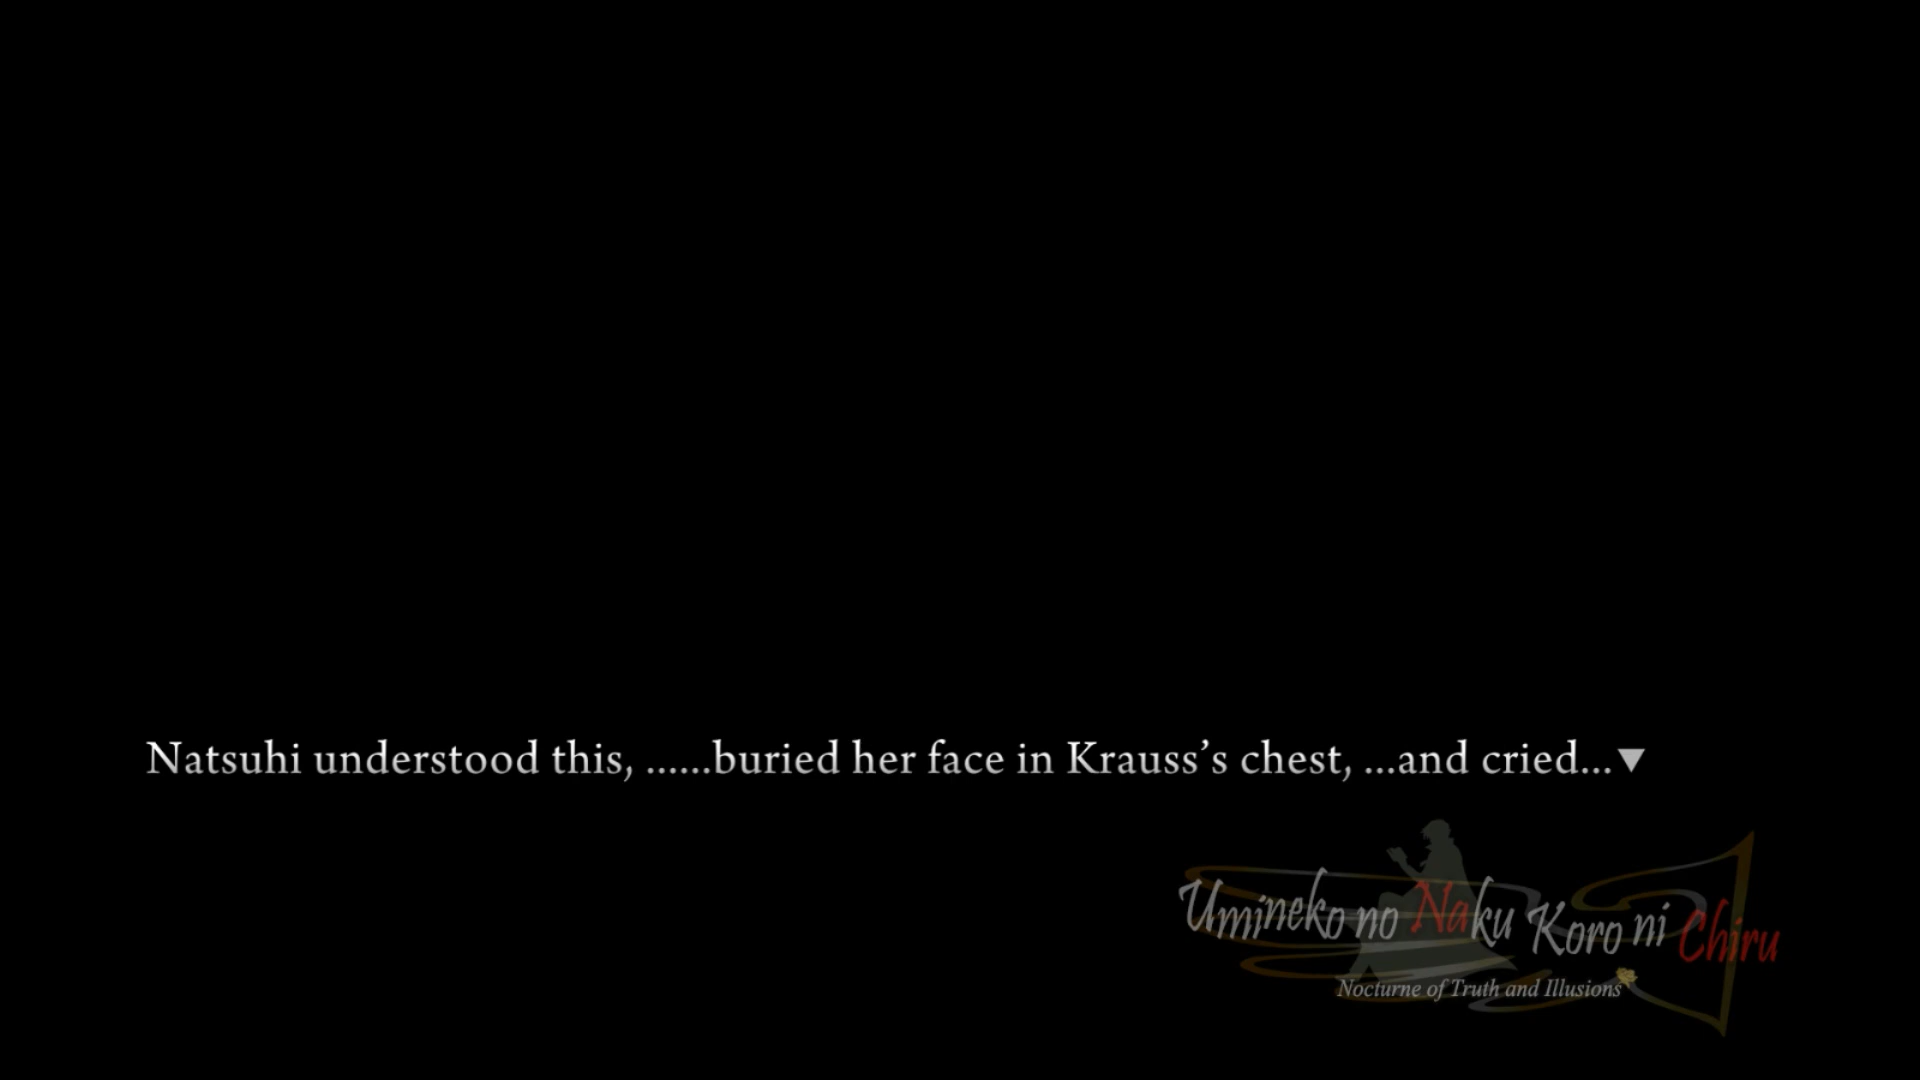 Natsuhi understood this, ......buried her face in Krauss’s chest, ...and cried...
Umineko no Naku Koro ni Chiru
Nocturne of Truth and Illusions